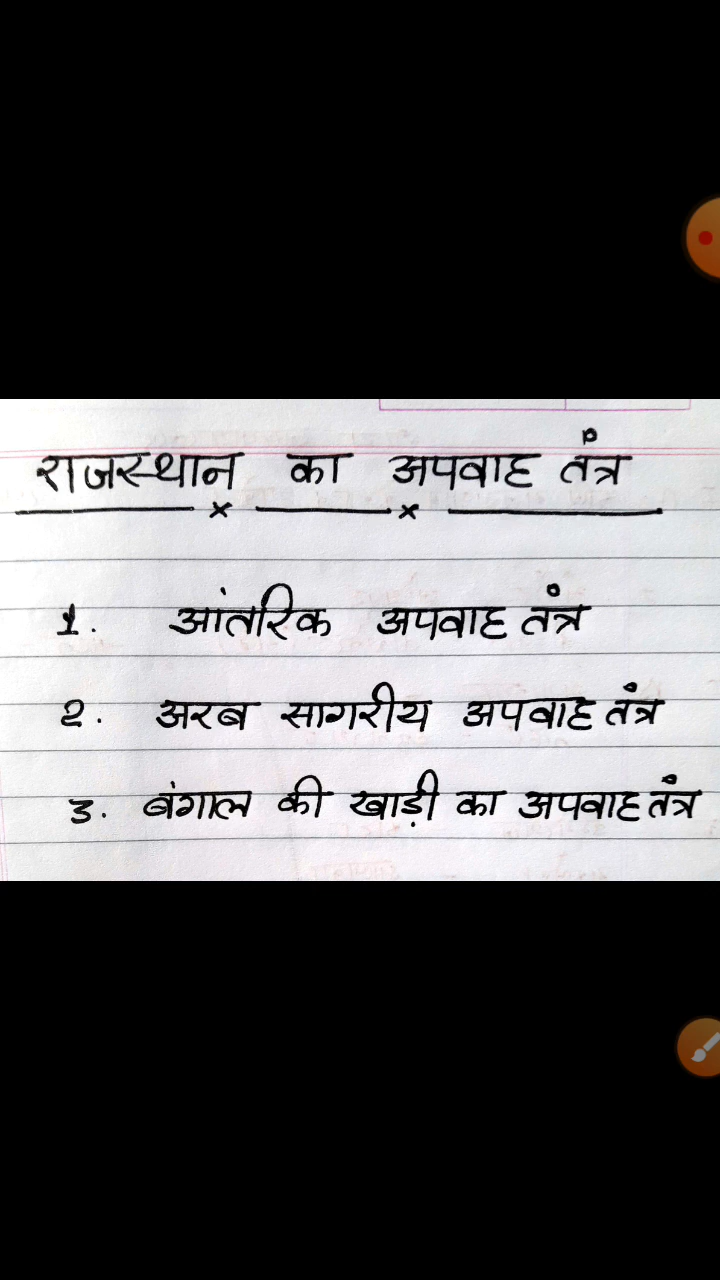 राजस्थान का अपवाह तंत्र
1. आंतरिक अपवाह तंत्र
2. अरब सागरीय अपवाह तंत्र
3. बंगाल की खाड़ी का अपवाह तंत्र